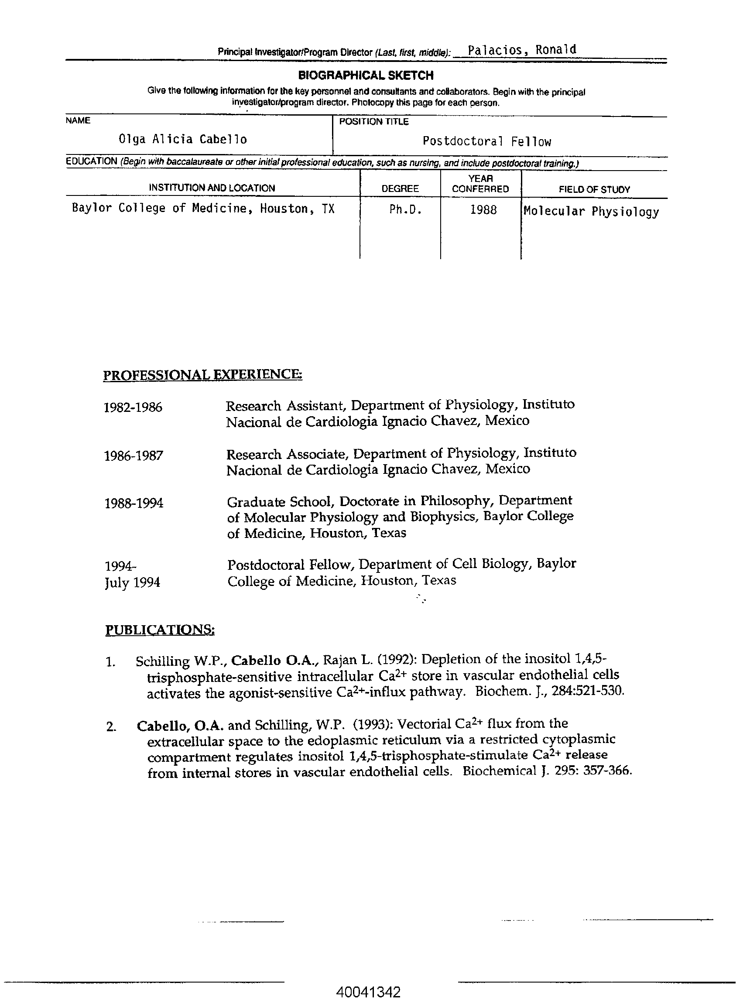 Principal Investigator/Program Director (Last, first, middle): Palacios, Ronald
BIOGRAPHICAL SKETCH
Give the following information for the key personnel and consultants and collaborators. Begin with the principal
investigator/program director. Photocopy this page for each person.
NAME POSITION TITLE
Olga Alicia Cabello Postdoctoral Fellow
EDUCATION (Begin with baccalaureate or other initial professional education, such as nursing, and include postdoctoral training.)
INSTITUTION AND LOCATION DEGREE YEAR CONFERRED FIELD OF STUDY
Baylor College of Medicine, Houston, TX Ph.D. 1988 Molecular Physiology
PROFESSIONAL EXPERIENCE:
1982-1986 Research Assistant, Department of Physiology, Instituto
Nacional de Cardiologia Ignacio Chavez, Mexico
1986-1987 Research Associate, Department of Physiology, Instituto
Nacional de Cardiologia Ignacio Chavez, Mexico
1988-1994 Graduate School, Doctorate in Philosophy, Department
of Molecular Physiology and Biophysics, Baylor College
of Medicine, Houston, Texas
1994- Postdoctoral Fellow, Department of Cell Biology, Baylor
July 1994 College of Medicine, Houston, Texas
PUBLICATIONS:
1. Schilling W.P., Cabello O.A., Rajan L. (1992): Depletion of the inositol 1,4,5-
trisphosphate-sensitive intracellular Ca2+ store in vascular endothelial cells
activates the agonist-sensitive Ca2+-influx pathway. Biochem. J., 284:521-530.
2. Cabello, O.A. and Schilling, W.P. (1993): Vectorial Ca2+ flux from the
extracellular space to the edoplasmic reticulum via a restricted cytoplasmic
compartment regulates inositol 1,4,5-trisphosphate-stimulate Ca2+ release
from internal stores in vascular endothelial cells. Biochemical J. 295: 357-366.
40041342